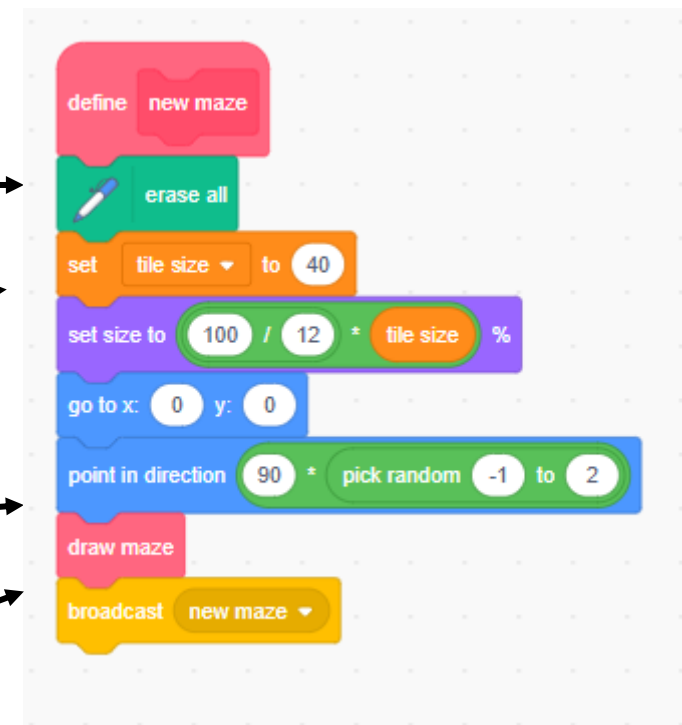 define new maze
erase all
set tile size to 40
set size to 100 / 12 * tile size %
go to x: 0 y: 0
point in direction 90 * pick random -1 to 2
draw maze
broadcast new maze